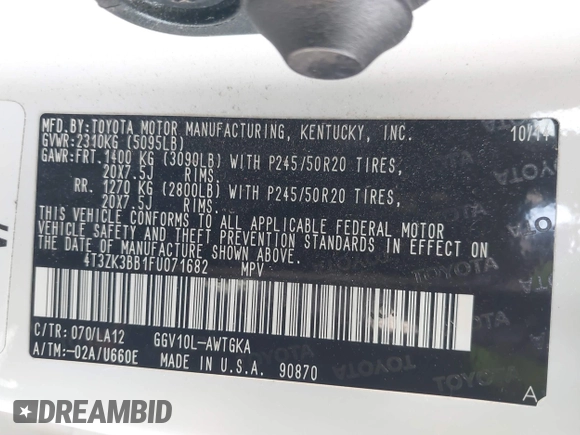 MFD.BY:TOYOTA MOTOR MANUFACTURING, KENTUCKY, INC. 10/14
GVWR:2310KG (5095LB)
GAWR:FRT.1400 KG (3090LB) WITH P245/50R20 TIRES,
20X7.5J RIMS.
RR. 1270 KG (2800LB) WITH P245/50R20 TIRES,
20X7.5J RIMS.
THIS VEHICLE CONFORMS TO ALL APPLICABLE FEDERAL MOTOR
VEHICLE SAFETY AND THEFT PREVENTION STANDARDS IN EFFECT ON
THE DATE OF MANUFACTURE SHOWN ABOVE.
4T3ZK3BB1FU071682 MPV
C/TR: 070/LA12 GGV10L-AWTGKA
A/TM:-02A/U660E MADE IN U.S.A. 90870
A
DREAMBID